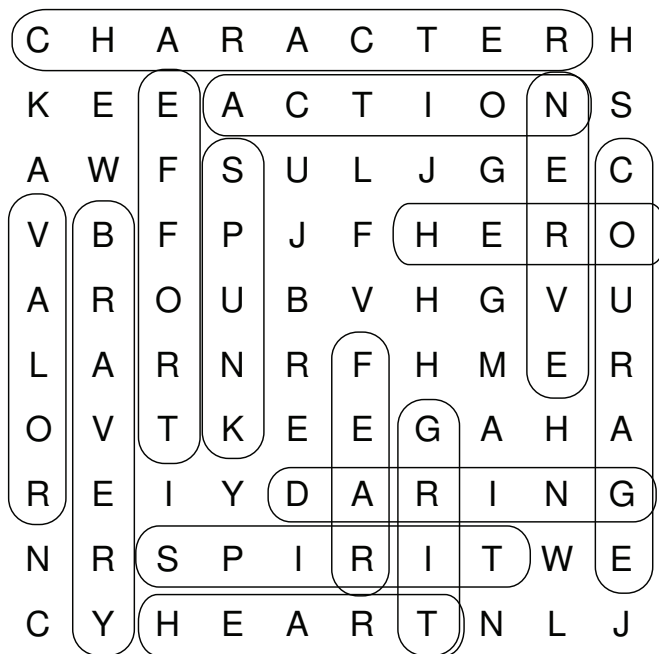 C H A R A C T E R H
K E E A C T I O N S
A W F S U L J G E C
V B F P J F H E R O
A R O U B V H G V U
L A R N R F H M E R
O V T K E E G A H A
R E I Y D A R I N G
N R S P I R I T W E
C Y H E A R T N L J